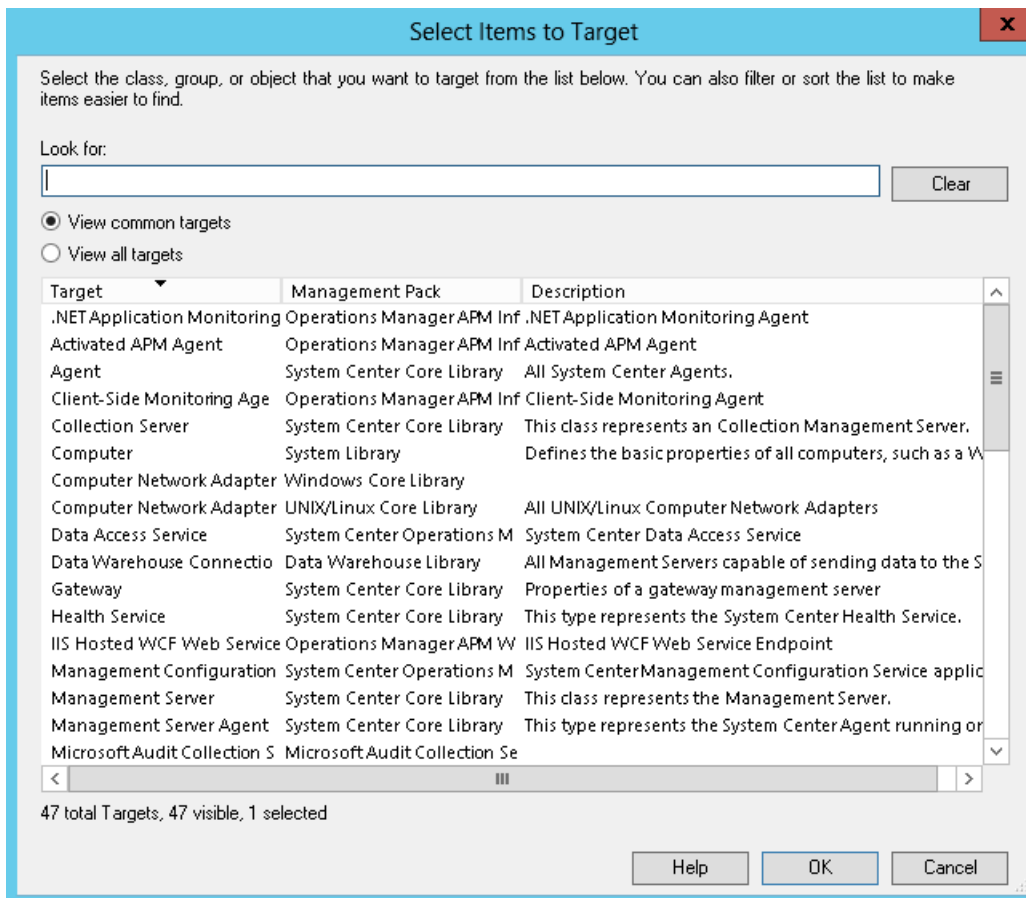 Select Items to Target
x
Select the class, group, or object that you want to target from the list below. You can also filter or sort the list to make
items easier to find.
Look for:
Clear
View common targets
View all targets
Target Management Pack Description
.NET Application Monitoring Operations Manager APM Inf .NET Application Monitoring Agent
Activated APM Agent Operations Manager APM Inf Activated APM Agent
Agent System Center Core Library All System Center Agents.
Client-Side Monitoring Age Operations Manager APM Inf Client-Side Monitoring Agent
Collection Server System Center Core Library This class represents an Collection Management Server.
Computer System Library Defines the basic properties of all computers, such as a W
Computer Network Adapter Windows Core Library
Computer Network Adapter UNIX/Linux Core Library All UNIX/Linux Computer Network Adapters
Data Access Service System Center Operations M System Center Data Access Service
Data Warehouse Connectio Data Warehouse Library All Management Servers capable of sending data to the S
Gateway System Center Core Library Properties of a gateway management server
Health Service System Center Core Library This type represents the System Center Health Service.
IIS Hosted WCF Web Service Operations Manager APM W IIS Hosted WCF Web Service Endpoint
Management Configuration System Center Operations M System Center Management Configuration Service applic
Management Server System Center Core Library This class represents the Management Server.
Management Server Agent System Center Core Library This type represents the System Center Agent running or
Microsoft Audit Collection S Microsoft Audit Collection Se
47 total Targets, 47 visible, 1 selected
Help OK Cancel